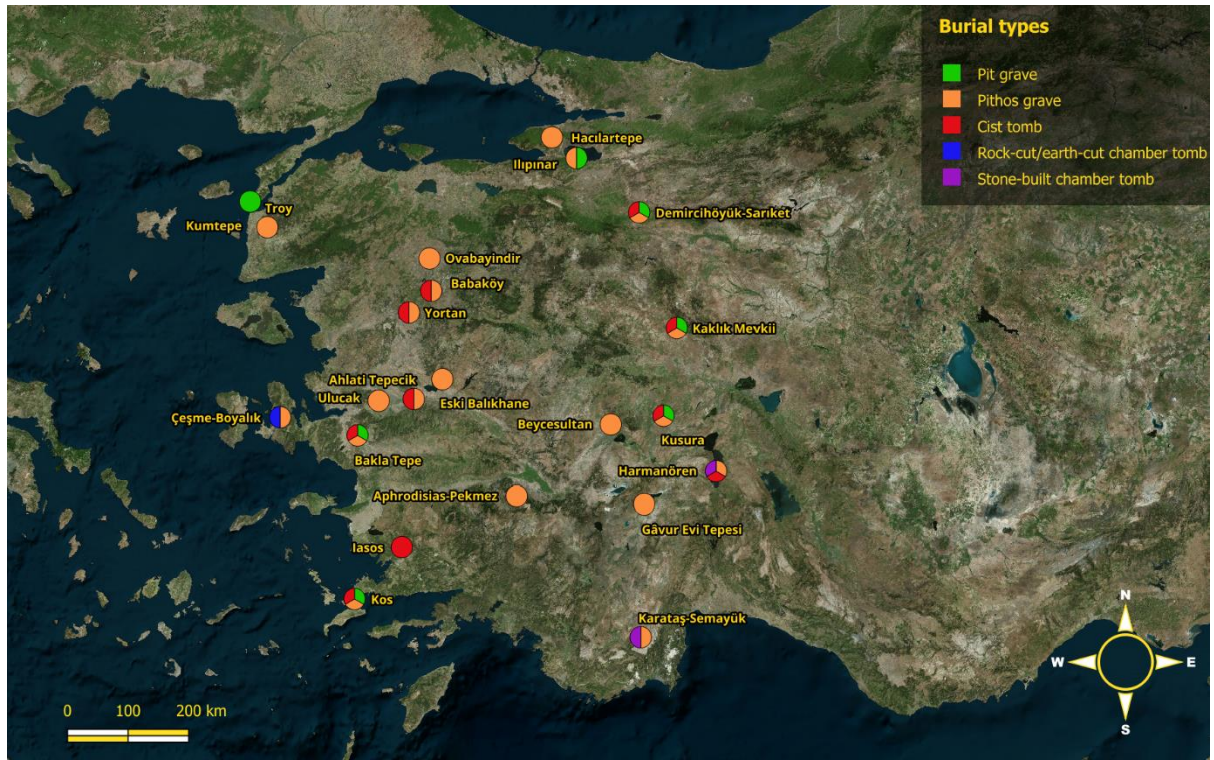 Burial types
Pit grave
Pithos grave
Cist tomb
Rock-cut/earth-cut chamber tomb
Stone-built chamber tomb
Hacılartepe
Ilıpınar
Troy
Kumtepe
Demircihöyük-Sarıket
Ovabayindir
Babaköy
Yortan
Kaklık Mevkii
Ahlati Tepecik
Ulucak
Eski Balıkhane
Çeşme-Boyalık
Beycesultan
Kusura
Bakla Tepe
Harmanören
Aphrodisias-Pekmez
Gâvur Evi Tepesi
Iasos
Kos
Karataş-Semayük
N
W
E
S
0 100 200 km